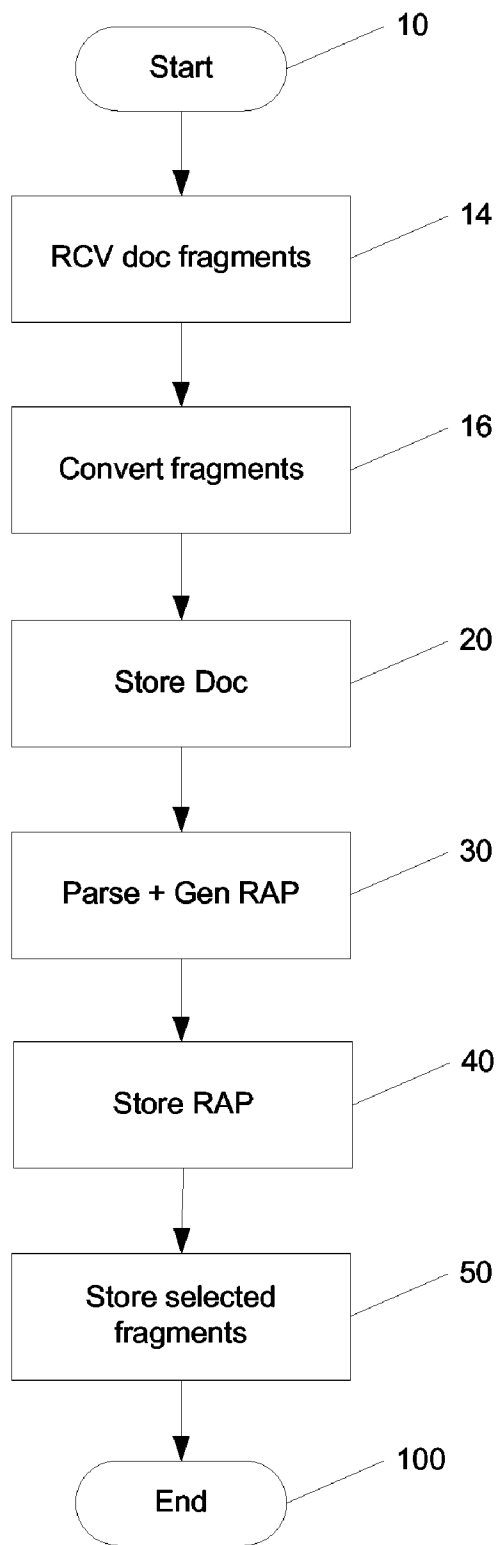 Start
10
RCV doc fragments
14
Convert fragments
16
Store Doc
20
Parse + Gen RAP
30
Store RAP
40
Store selected
fragments
50
End
100